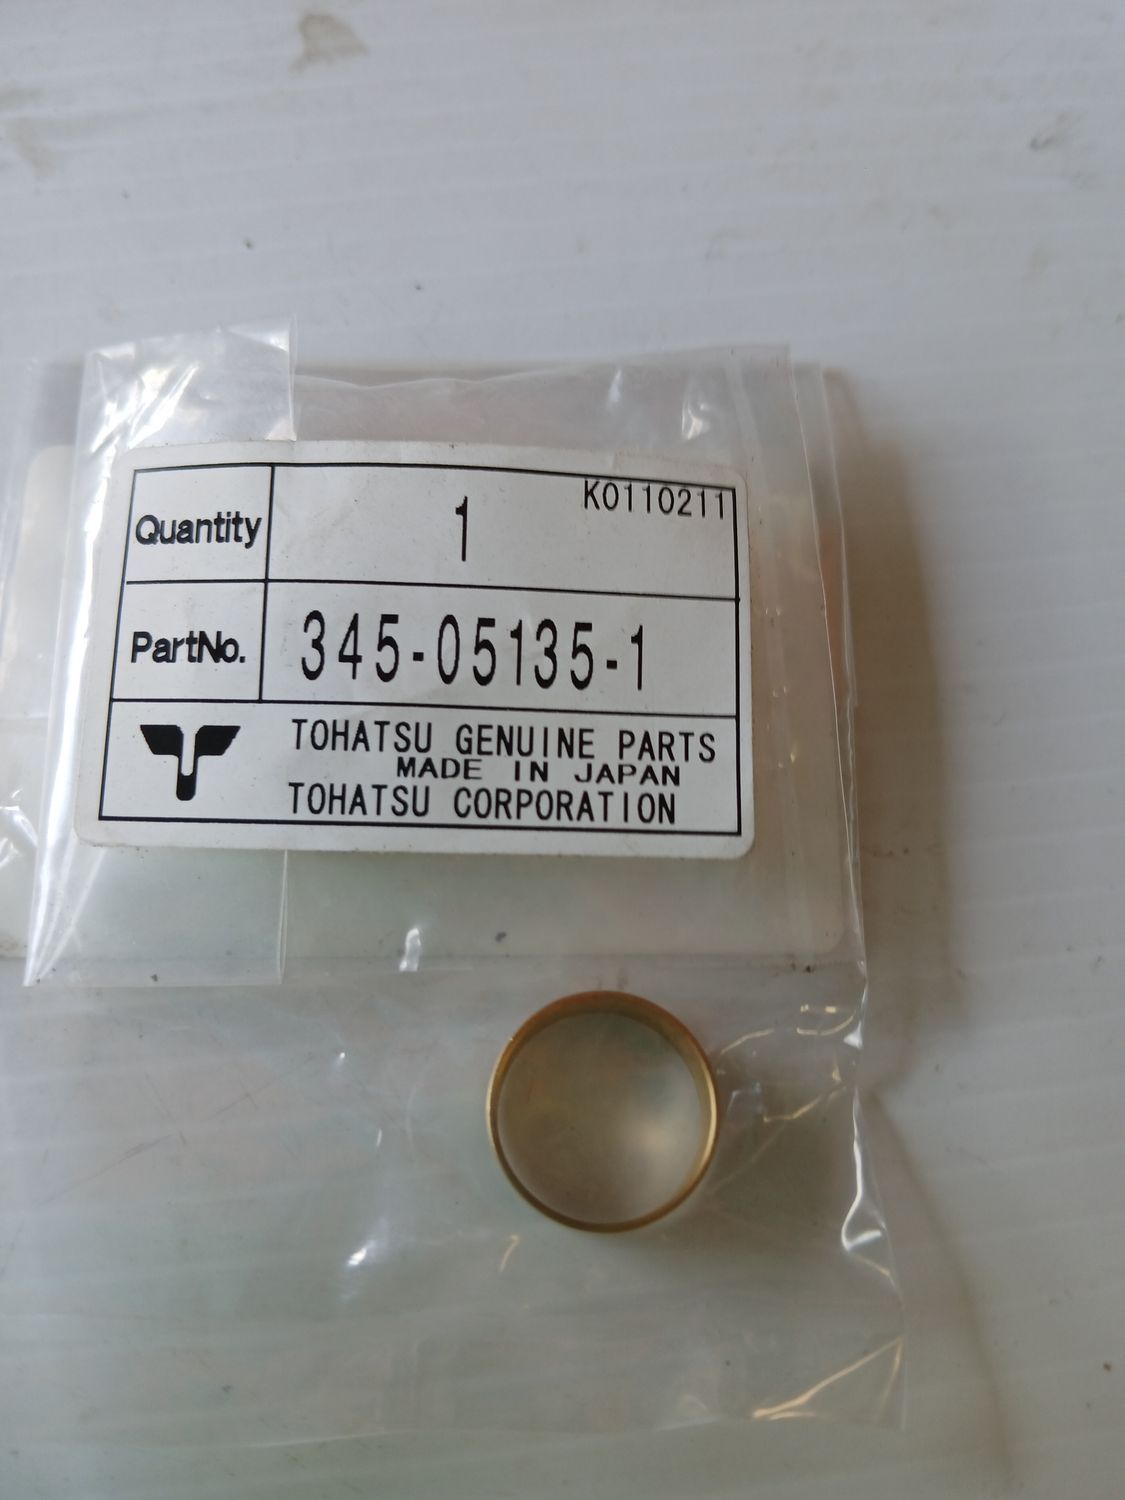 K0110211
Quantity 1
PartNo. 345-05135-1
TOHATSU GENUINE PARTS
MADE IN JAPAN
TOHATSU CORPORATION